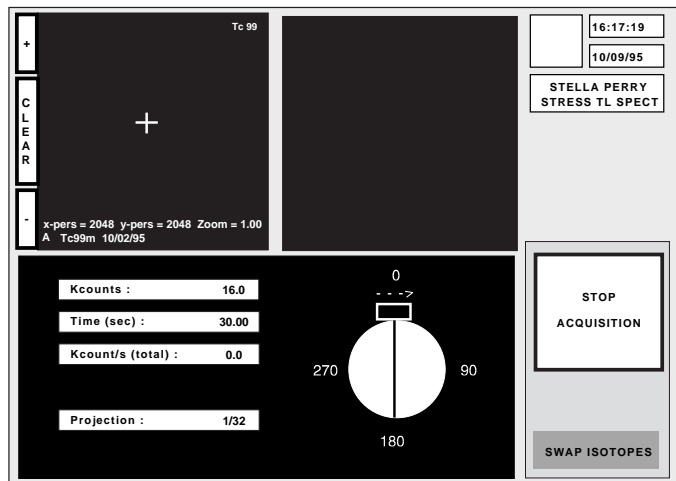 +
CLEAR
-
Tc 99
x-pers = 2048 y-pers = 2048 Zoom = 1.00
A Tc99m 10/02/95
16:17:19
10/09/95
STELLA PERRY
STRESS TL SPECT
Kcounts : 16.0
Time (sec) : 30.00
Kcount/s (total) : 0.0
Projection : 1/32
0
-->
270
90
180
STOP
ACQUISITION
SWAP ISOTOPES